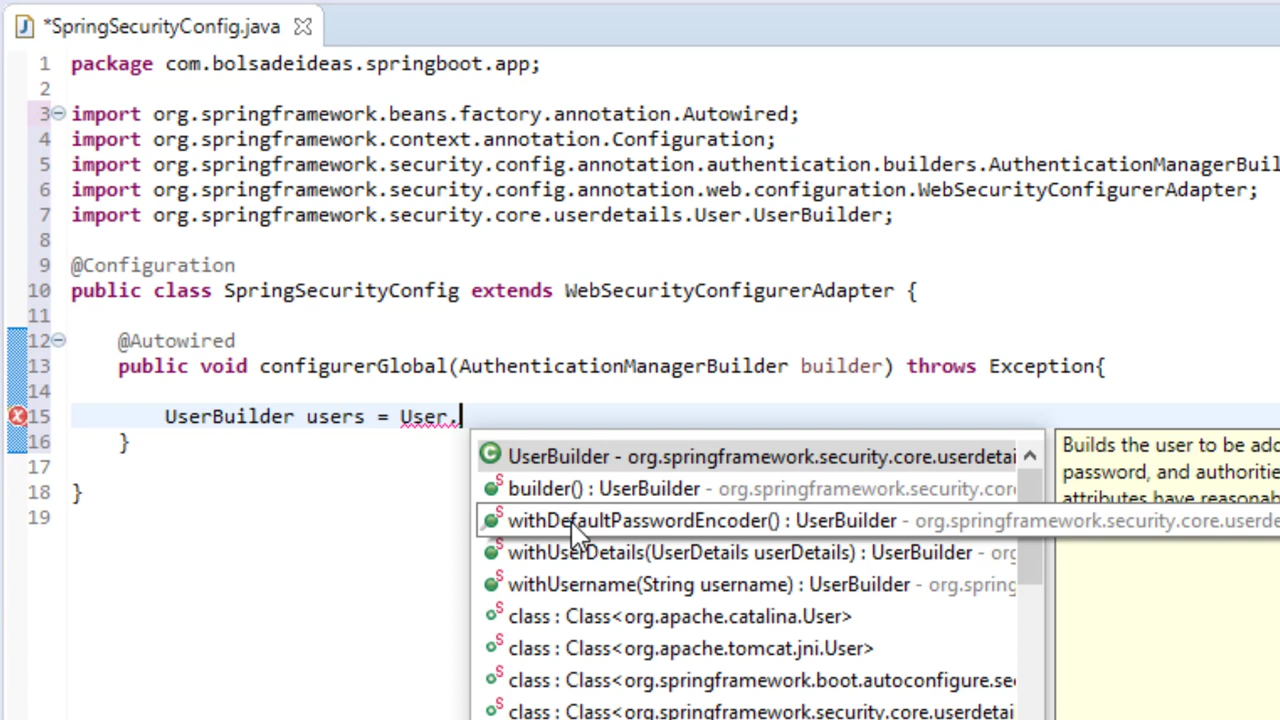 *SpringSecurityConfig.java
1 package com.bolsadeideas.springboot.app;
2
3 import org.springframework.beans.factory.annotation.Autowired;
4 import org.springframework.context.annotation.Configuration;
5 import org.springframework.security.config.annotation.authentication.builders.AuthenticationManagerBuil
6 import org.springframework.security.config.annotation.web.configuration.WebSecurityConfigurerAdapter;
7 import org.springframework.security.core.userdetails.User.UserBuilder;
8
9 @Configuration
10 public class SpringSecurityConfig extends WebSecurityConfigurerAdapter {
11
12 @Autowired
13 public void configurerGlobal(AuthenticationManagerBuilder builder) throws Exception{
14
15 UserBuilder users = User.
16 }
17
18 }
19
UserBuilder - org.springframework.security.core.userdetai
builder() : UserBuilder - org.springframework.security.cor
withDefaultPasswordEncoder() : UserBuilder - org.springframework.security.core.userde
withUserDetails(UserDetails userDetails) : UserBuilder - org
withUsername(String username) : UserBuilder - org.spring
class : Class<org.apache.catalina.User>
class : Class<org.apache.tomcat.jni.User>
class : Class<org.springframework.boot.autoconfigure.se
class : Class<org.springframework.security.core.userdetai
Builds the user to be add
password, and authoritie
attributes have reasonab